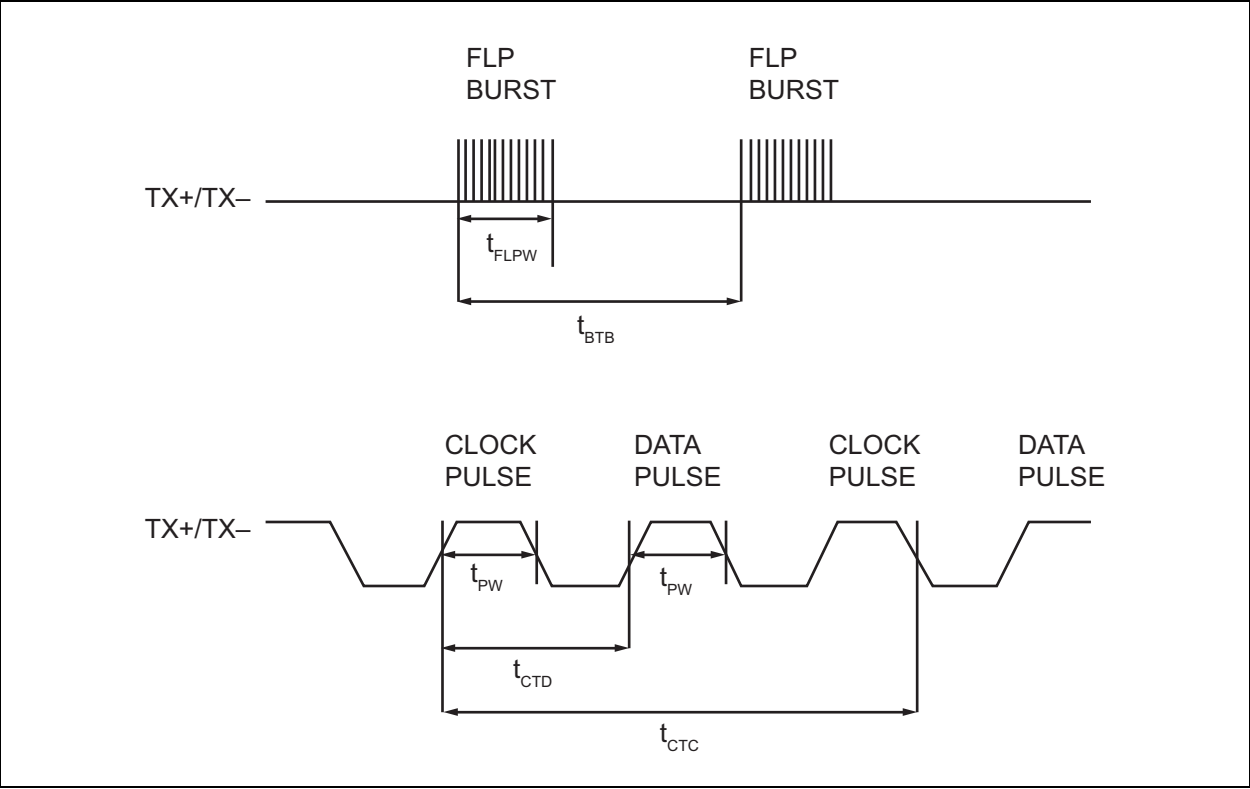 FLP
BURST
FLP
BURST
TX+/TX–
tFLPW
tBTB
CLOCK
PULSE
DATA
PULSE
CLOCK
PULSE
DATA
PULSE
TX+/TX–
tPW
tPW
tCTD
tCTC